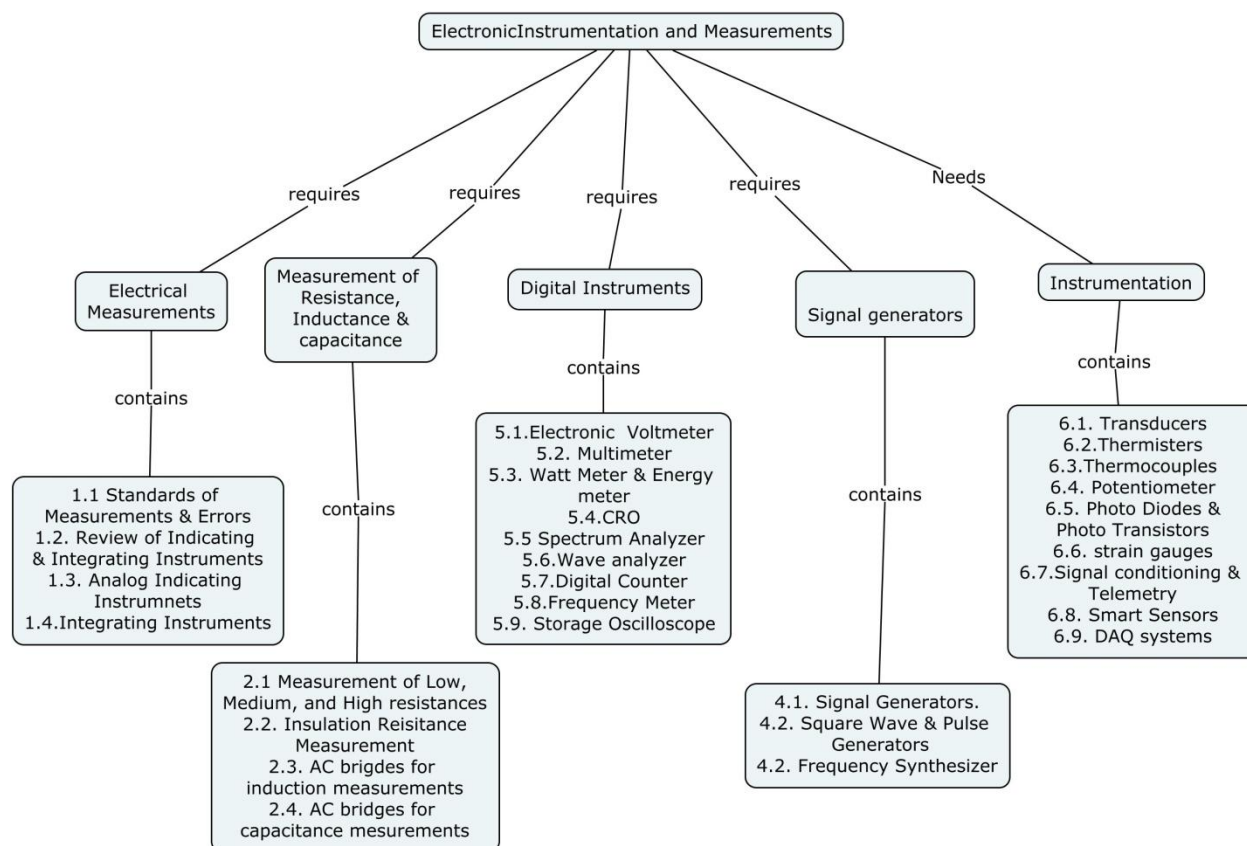 ElectronicInstrumentation and Measurements
requires
requires
requires
requires
Needs
Electrical
Measurements
Measurement of
Resistance,
Inductance &
capacitance
Digital Instruments
Signal generators
Instrumentation
contains
contains
contains
contains
contains
1.1 Standards of
Measurements & Errors
1.2. Review of Indicating
& Integrating Instruments
1.3. Analog Indicating
Instrumnets
1.4.Integrating Instruments
2.1 Measurement of Low,
Medium, and High resistances
2.2. Insulation Reisitance
Measurement
2.3. AC brigdes for
induction measurements
2.4. AC bridges for
capacitance mesurements
5.1.Electronic  Voltmeter
5.2. Multimeter
5.3. Watt Meter & Energy
meter
5.4.CRO
5.5 Spectrum Analyzer
5.6.Wave analyzer
5.7.Digital Counter
5.8.Frequency Meter
5.9. Storage Oscilloscope
4.1. Signal Generators.
4.2. Square Wave & Pulse
Generators
4.2. Frequency Synthesizer
6.1. Transducers
6.2.Thermisters
6.3.Thermocouples
6.4. Potentiometer
6.5. Photo Diodes &
Photo Transistors
6.6. strain gauges
6.7.Signal conditioning &
Telemetry
6.8. Smart Sensors
6.9. DAQ systems